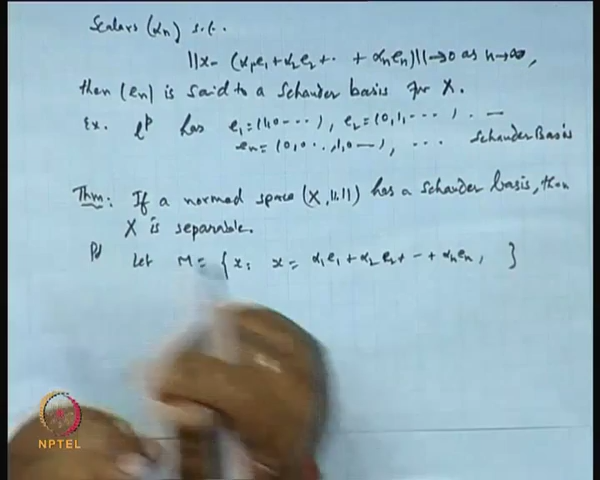 Scalars (αn) s.t.
||x- (α1e1+α2e2+·· + αnen)||→0 as n→∞,
then (en) is said to a Schauder basis for X.
Ex. lᵖ has e1=(1,0---), e2=(0,1,---), . —
en=(0,0··,1,0—), ... Schauder Basis
Thm: If a normed space (X, ||.||) has a Schauder basis, then
X is separable.
Pf Let M= { x: x= α1e1+α2e2+--+αnen, }
NPTEL